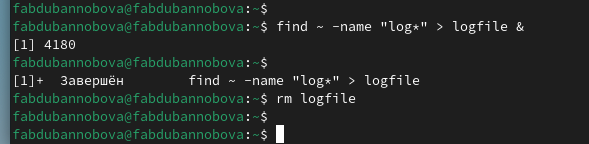 fabdubannobova@fabdubannobova:~$
fabdubannobova@fabdubannobova:~$ find ~ -name "log*" > logfile &
[1] 4180
fabdubannobova@fabdubannobova:~$
[1]+  Завершён        find ~ -name "log*" > logfile
fabdubannobova@fabdubannobova:~$ rm logfile
fabdubannobova@fabdubannobova:~$
fabdubannobova@fabdubannobova:~$